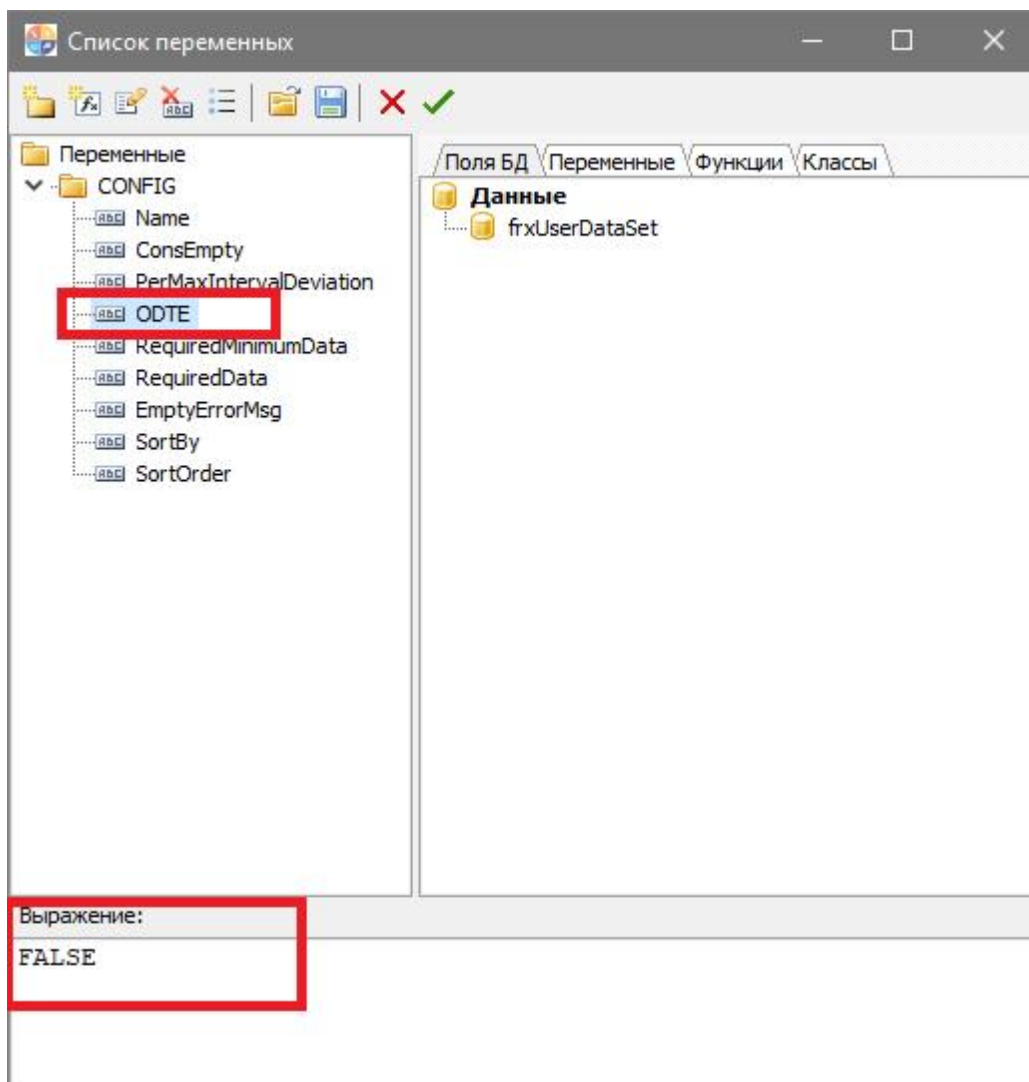 Список переменных
Переменные
CONFIG
Name
ConsEmpty
PerMaxIntervalDeviation
ODTE
RequiredMinimumData
RequiredData
EmptyErrorMsg
SortBy
SortOrder
Поля БД Переменные Функции Классы
Данные
frxUserDataSet
Выражение:
FALSE